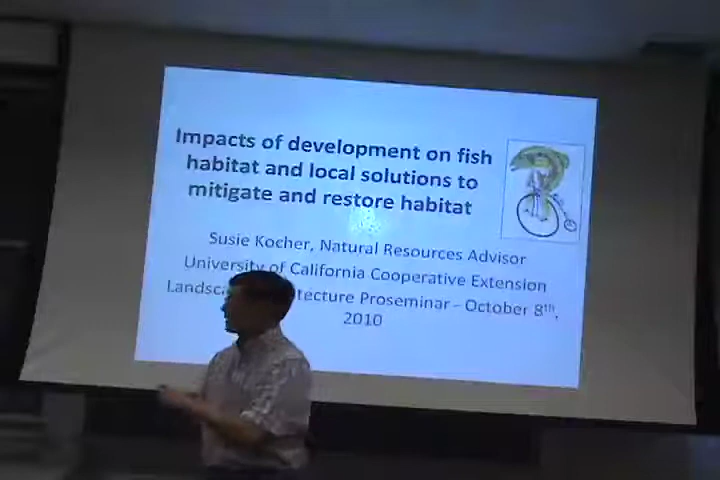 Impacts of development on fish
habitat and local solutions to
mitigate and restore habitat
Susie Kocher, Natural Resources Advisor
University of California Cooperative Extension
Proseminar – October 8th,
2010